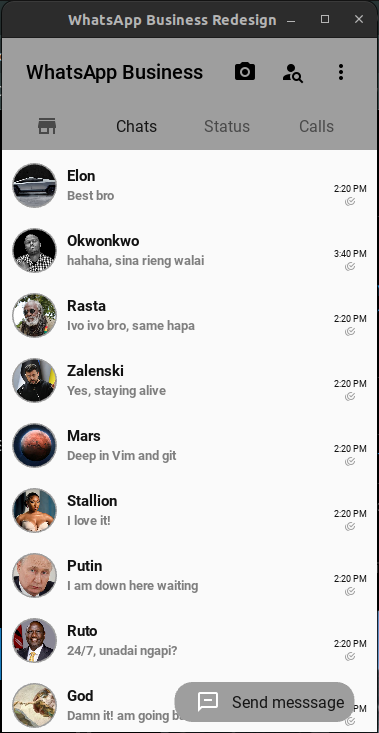 WhatsApp Business Redesign
WhatsApp Business
Chats Status Calls
Elon
Best bro
2:20 PM
Okwonkwo
hahaha, sina rieng walai
3:40 PM
Rasta
Ivo ivo bro, same hapa
2:20 PM
Zalenski
Yes, staying alive
2:20 PM
Mars
Deep in Vim and git
2:20 PM
Stallion
I love it!
2:20 PM
Putin
I am down here waiting
2:20 PM
Ruto
24/7, unadai ngapi?
2:20 PM
God
Damn it! am going
PM
Send messsage